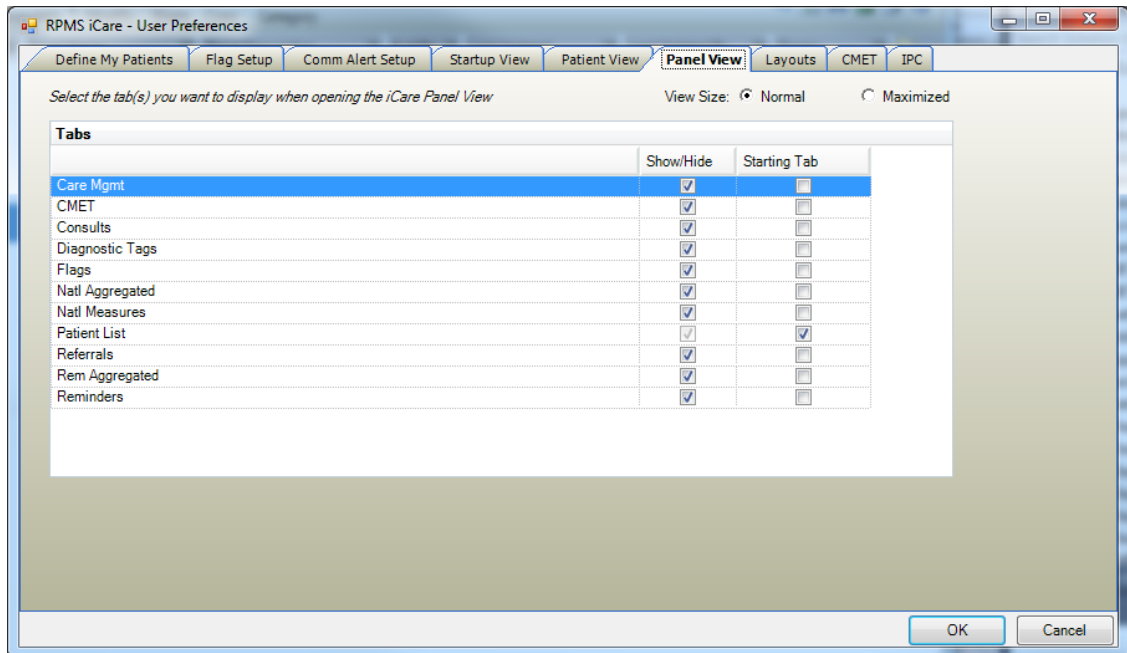 RPMS iCare - User Preferences
Define My Patients Flag Setup Comm Alert Setup Startup View Patient View Panel View Layouts CMET IPC
Select the tab(s) you want to display when opening the iCare Panel View View Size: Normal Maximized
Tabs
Show/Hide Starting Tab
Care Mgmt
CMET
Consults
Diagnostic Tags
Flags
Natl Aggregated
Natl Measures
Patient List
Referrals
Rem Aggregated
Reminders
OK Cancel